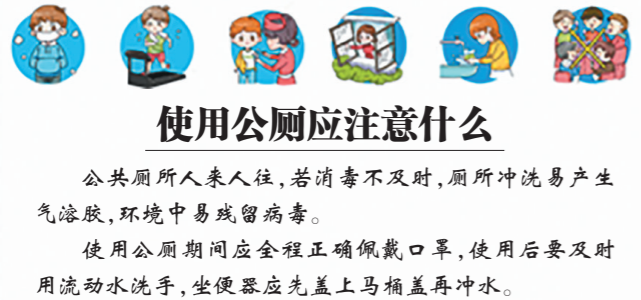 使用公厕应注意什么
公共厕所人来人往,若消毒不及时,厕所冲洗易产生
气溶胶,环境中易残留病毒。
使用公厕期间应全程正确佩戴口罩,使用后要及时
用流动水洗手,坐便器应先盖上马桶盖再冲水。